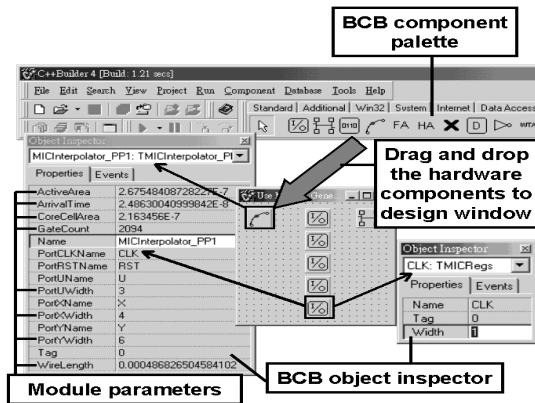 BCB component
palette
C++Builder 4 [Build: 1.21 secs]
File Edit Search View Project Run Component Database Tools Help
Standard Additional Win32 System Internet Data Access
I/O 0110 FA HA D WTA
Object Inspector
MICInterpolator_PP1: TMICInterpolator_P
Properties Events
ActiveArea 2.67548408728227E-7
ArrivalTime 2.48630040999842E-8
CoreCellArea 2.163456E-7
GateCount 2094
Name MICInterpolator_PP1
PortCLKName CLK
PortRSTName RST
PortUName U
PortUWidth 3
PortXName X
PortXWidth 4
PortYName Y
PortYWidth 6
Tag 0
WireLength 0.000486826504584102
Drag and drop
the hardware
components to
design window
I/O
I/O
I/O
I/O
I/O
Object Inspector
CLK: TMICRegs
Properties Events
Name CLK
Tag 0
Width 1
Module parameters
BCB object inspector